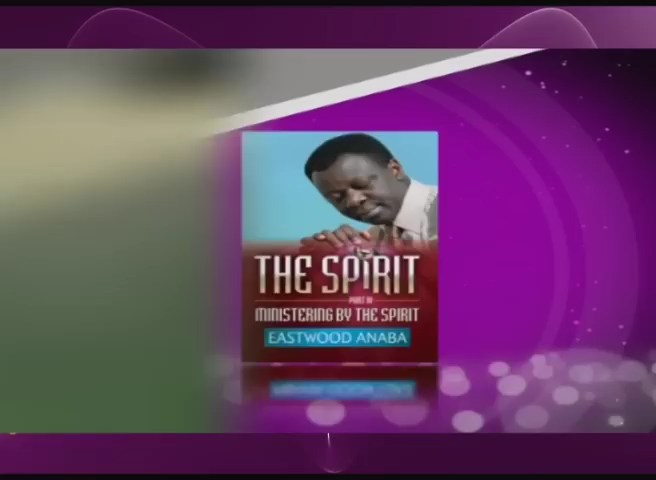 THE SPIRIT
PART III
MINISTERING BY THE SPIRIT
EASTWOOD ANABA